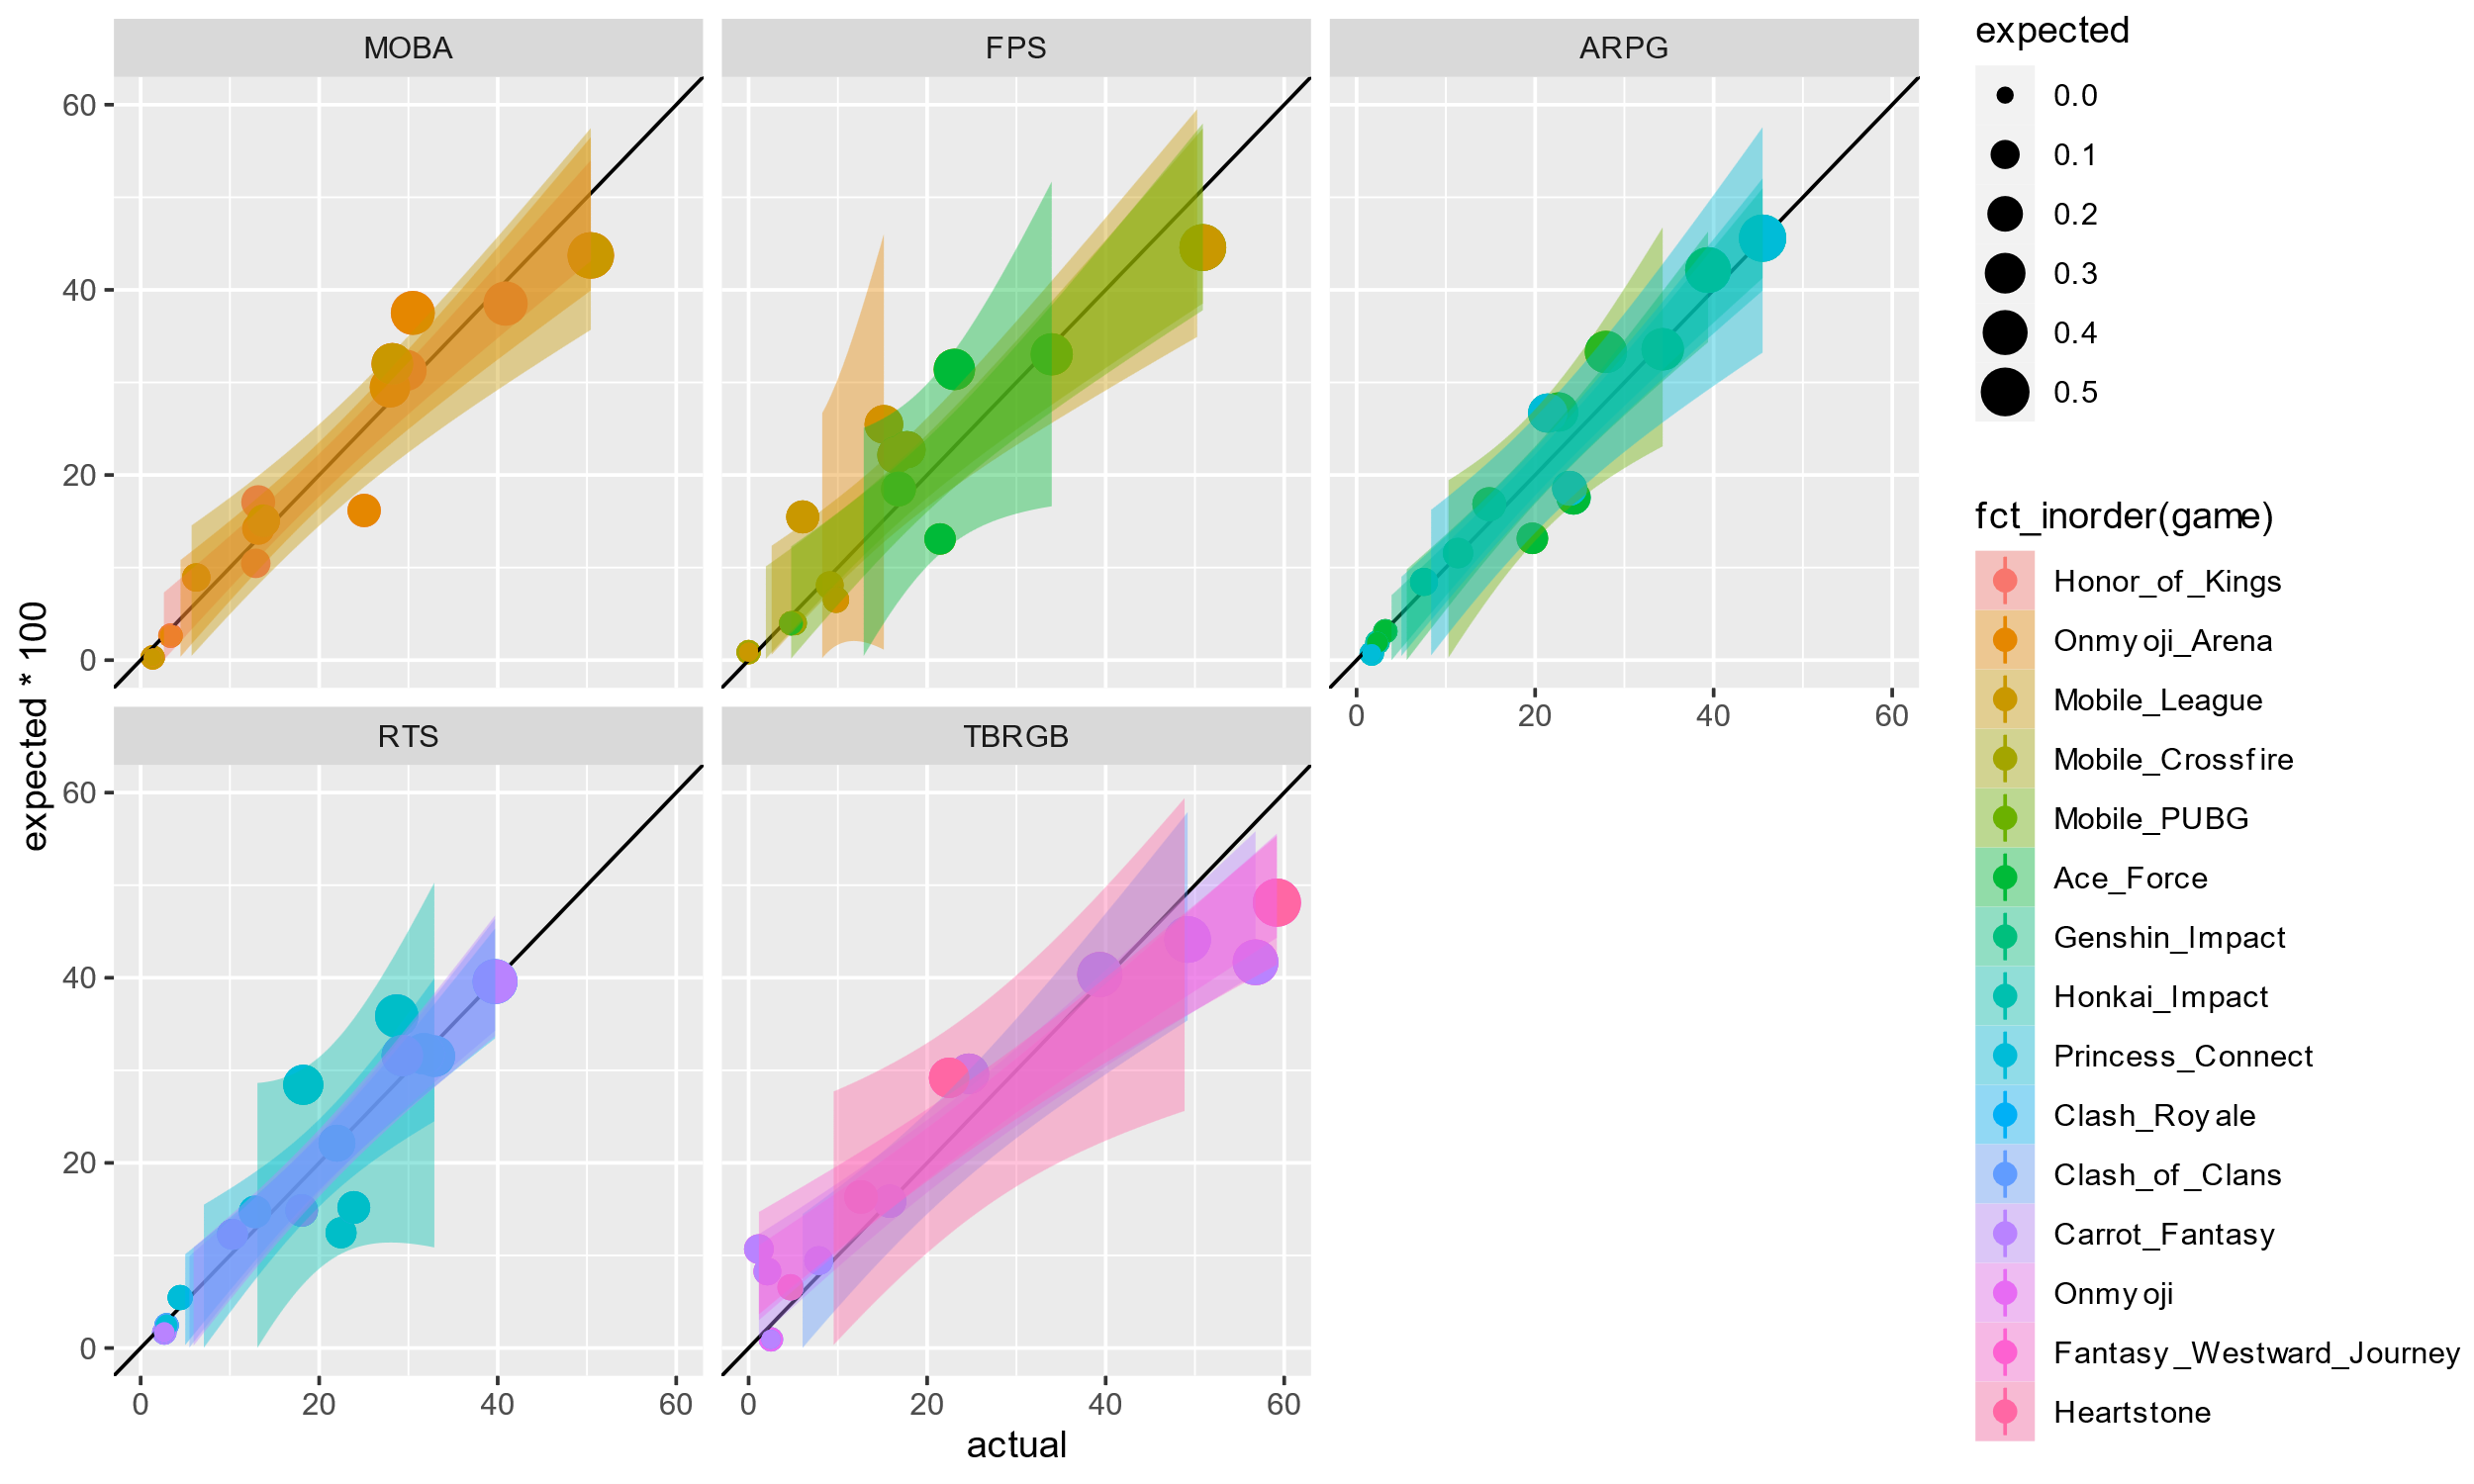 MOBA
FPS
ARPG
60
40
20
0
0
20
40
60
RTS
TBRGB
60
40
20
0
0
20
40
60
0
20
40
60
expected * 100
actual
expected
0.0
0.1
0.2
0.3
0.4
0.5
fct_inorder(game)
Honor_of_Kings
Onmyoji_Arena
Mobile_League
Mobile_Crossfire
Mobile_PUBG
Ace_Force
Genshin_Impact
Honkai_Impact
Princess_Connect
Clash_Royale
Clash_of_Clans
Carrot_Fantasy
Onmyoji
Fantasy_Westward_Journey
Heartstone